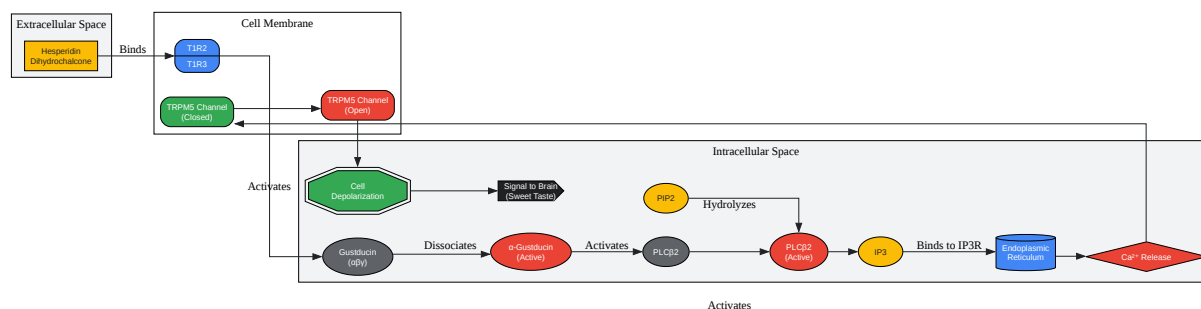 Extracellular Space
Hesperidin
Dihydrochalcone
Binds
Cell Membrane
T1R2
T1R3
TRPM5 Channel
(Closed)
TRPM5 Channel
(Open)
Activates
Intracellular Space
Cell
Depolarization
Signal to Brain
(Sweet Taste)
PIP2
Hydrolyzes
Gustducin
(αβγ)
Dissociates
α-Gustducin
(Active)
Activates
PLCβ2
PLCβ2
(Active)
IP3
Binds to IP3R
Endoplasmic
Reticulum
Ca²⁺ Release
Activates